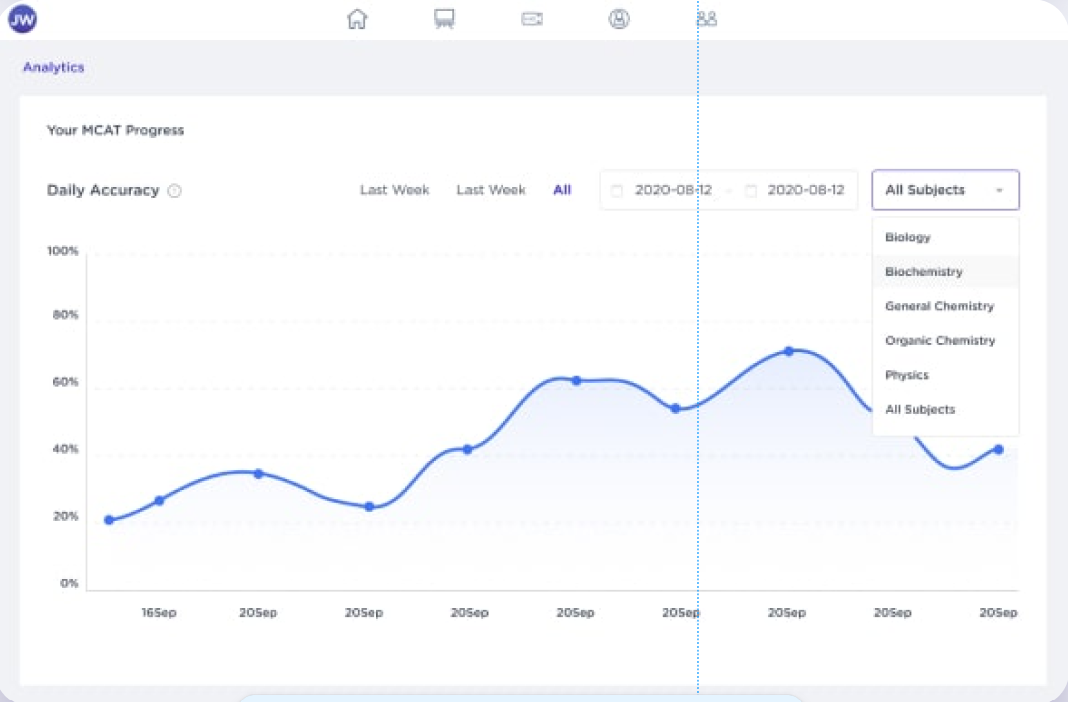 JW
Analytics
Your MCAT Progress
Daily Accuracy
Last Week Last Week All 2020-08-12 - 2020-08-12 All Subjects
Biology
Biochemistry
General Chemistry
Organic Chemistry
Physics
All Subjects
100%
80%
60%
40%
20%
0%
16Sep 20Sep 20Sep 20Sep 20Sep 20Sep 20Sep 20Sep 20Sep